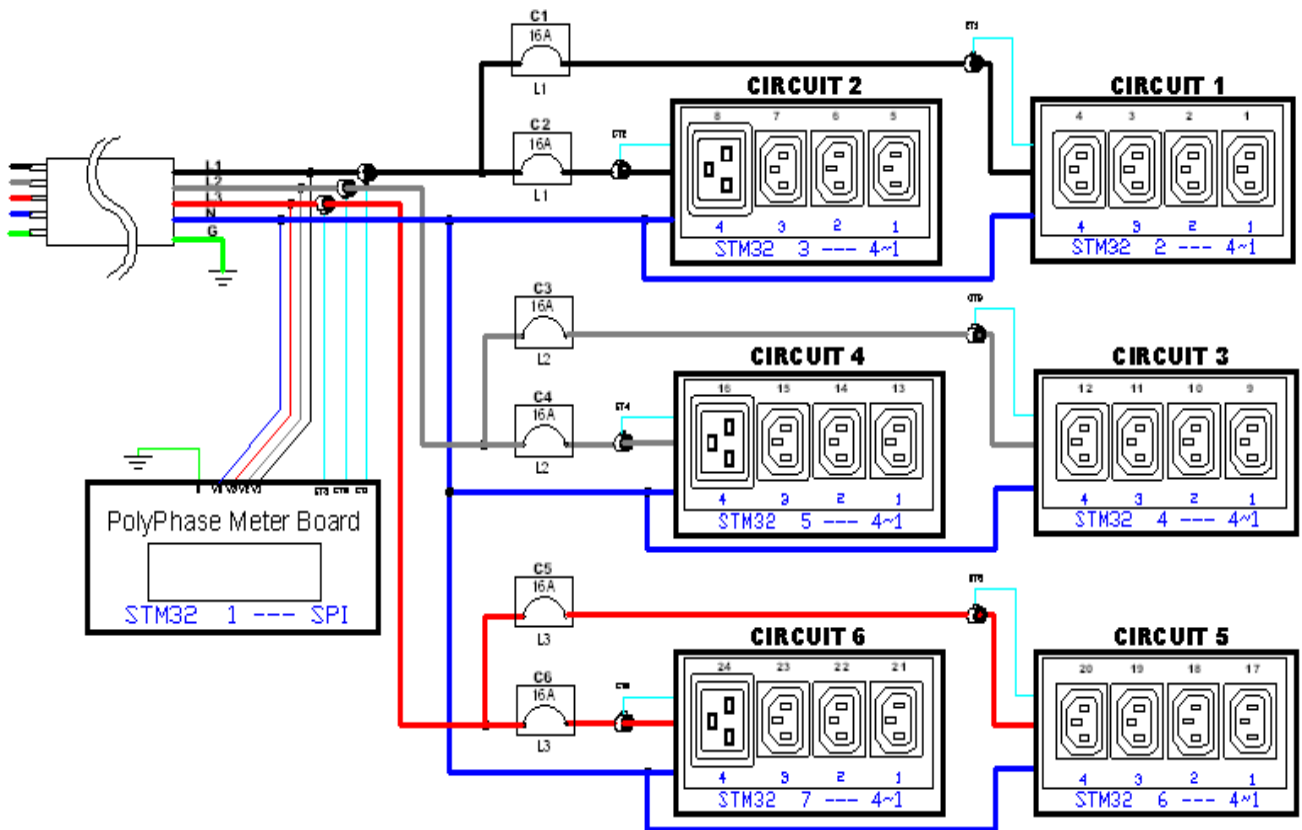 C1
16A
L1
CIRCUIT 2
CIRCUIT 1
C2
16A
L1
8 7 6 5
4 3 2 1
4 3 2 1
STM32 3 --- 4~1
4 3 2 1
STM32 2 --- 4~1
L1
L2
L3
N
G
C3
16A
L2
CIRCUIT 4
CIRCUIT 3
C4
16A
L2
16 15 14 13
12 11 10 9
4 3 2 1
STM32 5 --- 4~1
4 3 2 1
STM32 4 --- 4~1
PolyPhase Meter Board
STM32 1 --- SPI
C5
16A
L3
CIRCUIT 6
CIRCUIT 5
C6
16A
L3
24 23 22 21
20 19 18 17
4 3 2 1
STM32 7 --- 4~1
4 3 2 1
STM32 6 --- 4~1